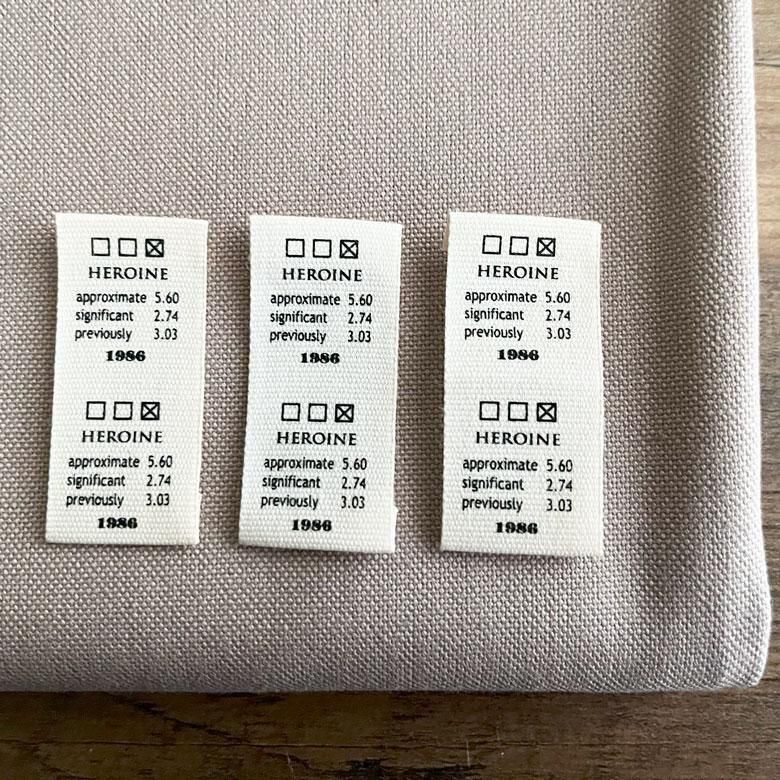 ☐☐☒
HEROINE
approximate 5.60
significant 2.74
previously 3.03
1986
☐☐☒
HEROINE
approximate 5.60
significant 2.74
previously 3.03
1986
☐☐☒
HEROINE
approximate 5.60
significant 2.74
previously 3.03
1986
☐☐☒
HEROINE
approximate 5.60
significant 2.74
previously 3.03
1986
☐☐☒
HEROINE
approximate 5.60
significant 2.74
previously 3.03
1986
☐☐☒
HEROINE
approximate 5.60
significant 2.74
previously 3.03
1986